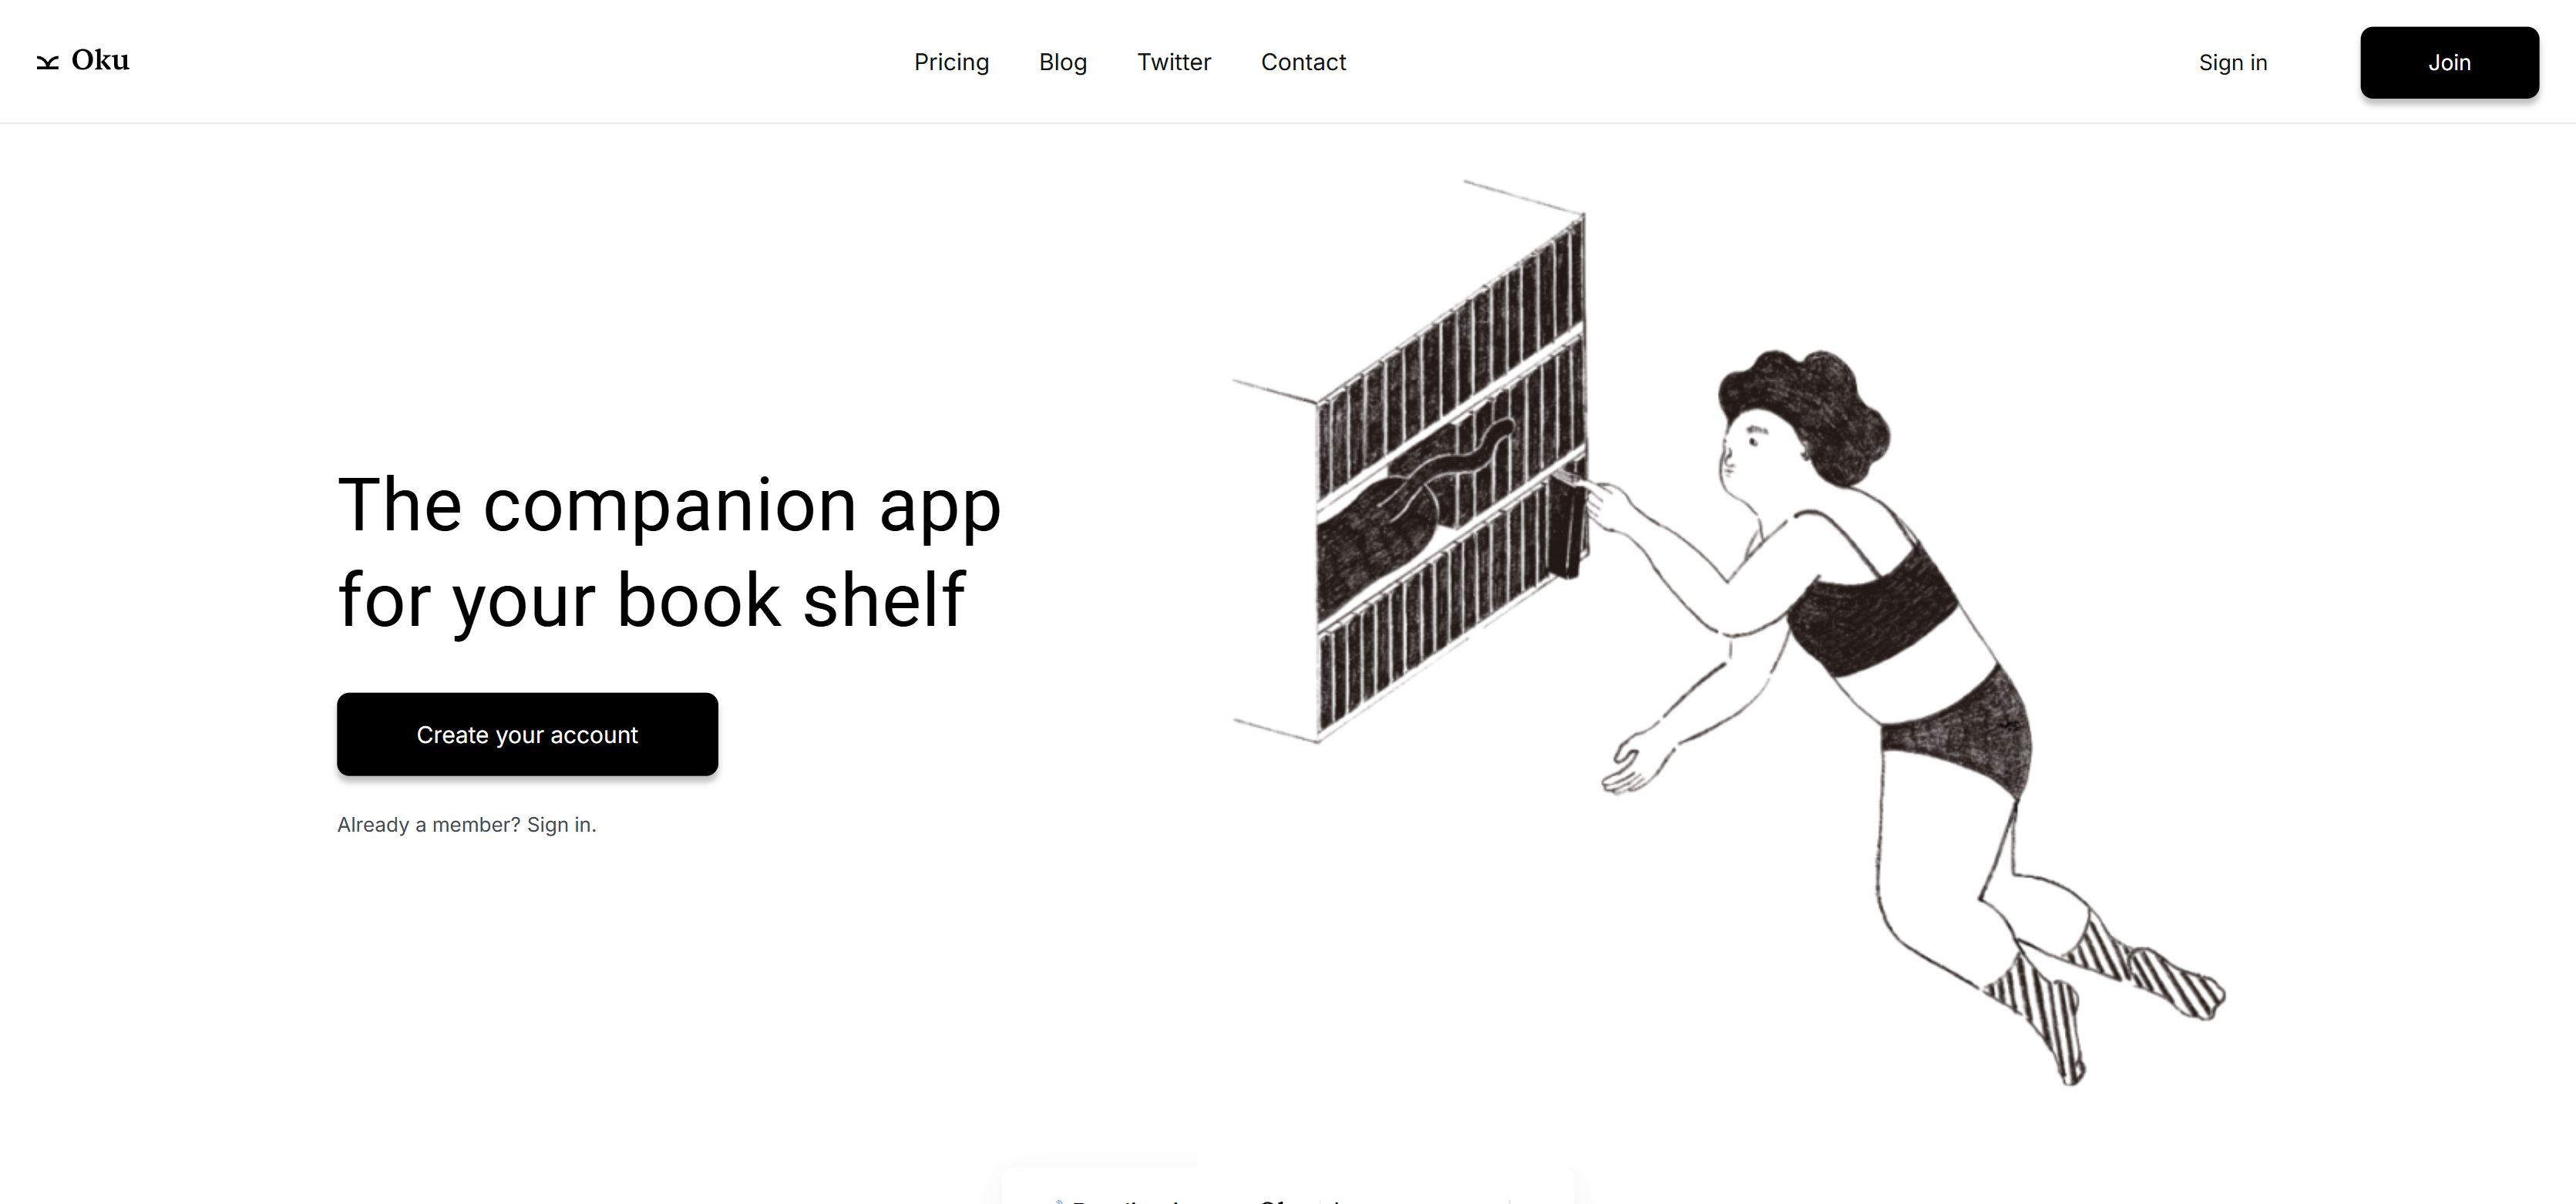 Oku
Pricing
Blog
Twitter
Contact
Sign in
Join
The companion app
for your book shelf
Create your account
Already a member? Sign in.